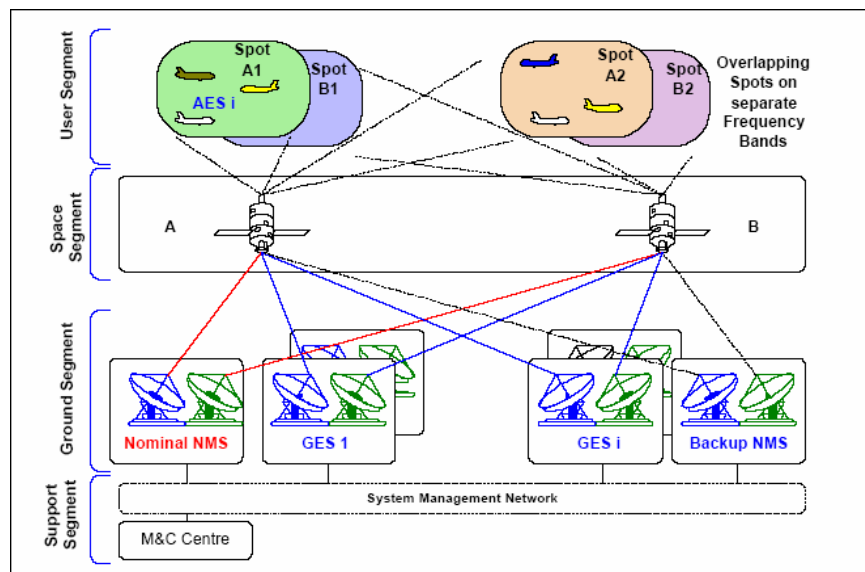 User Segment
Spot
A1
AES i
Spot
B1
Spot
A2
Spot
B2
Overlapping
Spots on
separate
Frequency
Bands
Space
Segment
A
B
Ground Segment
Nominal NMS
GES 1
GES i
Backup NMS
Support
Segment
System Management Network
M&C Centre